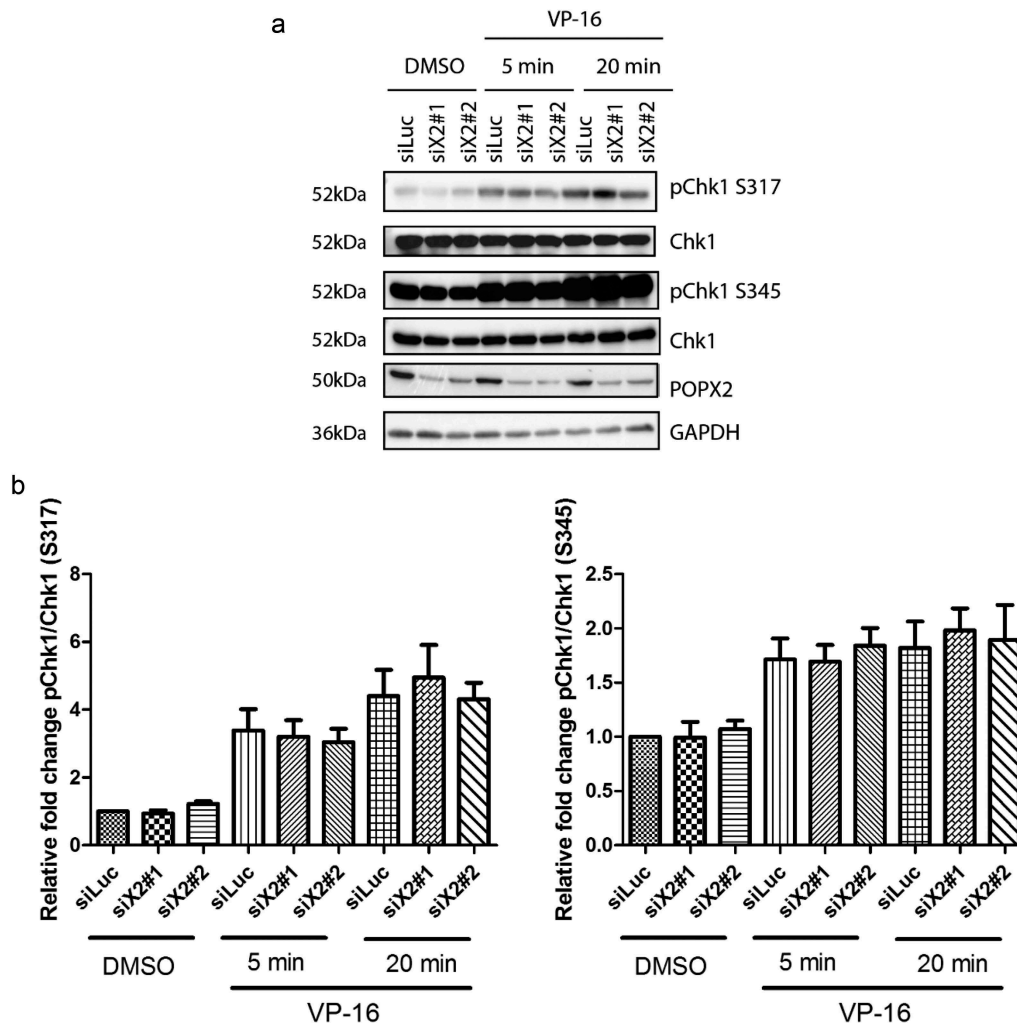 a
VP-16
DMSO 5 min 20 min
siLuc siX2#1 siX2#2 siLuc siX2#1 siX2#2 siLuc siX2#1 siX2#2
52kDa pChk1 S317
52kDa Chk1
52kDa pChk1 S345
52kDa Chk1
50kDa POPX2
36kDa GAPDH
b
Relative fold change pChk1/Chk1 (S317)
8
6
4
2
0
siLuc siX2#1 siX2#2 siLuc siX2#1 siX2#2 siLuc siX2#1 siX2#2
DMSO 5 min 20 min
VP-16
Relative fold change pChk1/Chk1 (S345)
2.5
2.0
1.5
1.0
0.5
0.0
siLuc siX2#1 siX2#2 siLuc siX2#1 siX2#2 siLuc siX2#1 siX2#2
DMSO 5 min 20 min
VP-16